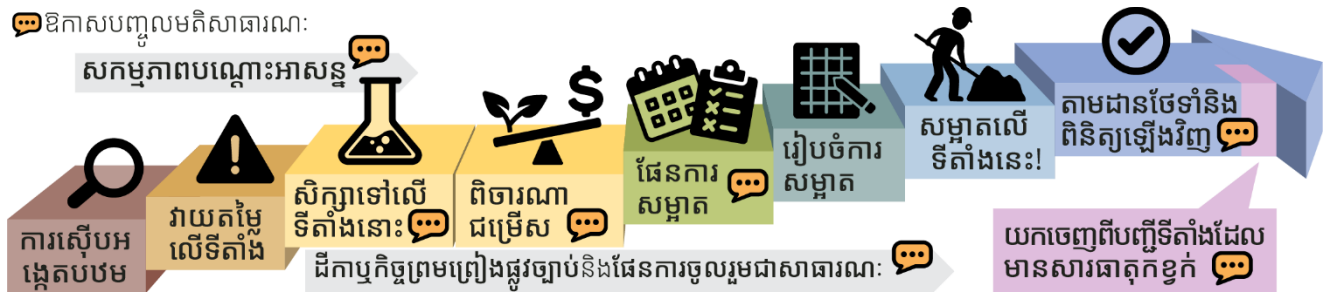 ឱកាសបញ្ចូលមតិសាធារណៈ
សកម្មភាពបណ្តោះអាសន្ន
ការស៊ើបអ
ង្កេតបឋម
វាយតម្លៃ
លើទីតាំង
សិក្សាទៅលើ
ទីតាំងនោះ
ពិចារណា
ជម្រើស
ផែនការ
សម្អាត
រៀបចំការ
សម្អាត
សម្អាតលើ
ទីតាំងនេះ!
តាមដានថែទាំនិង
ពិនិត្យឡើងវិញ
ដីកាឬកិច្ចព្រមព្រៀងផ្លូវច្បាប់និងផែនការចូលរួមជាសាធារណៈ
យកចេញពីបញ្ជីទីតាំងដែល
មានសារធាតុកខ្វក់